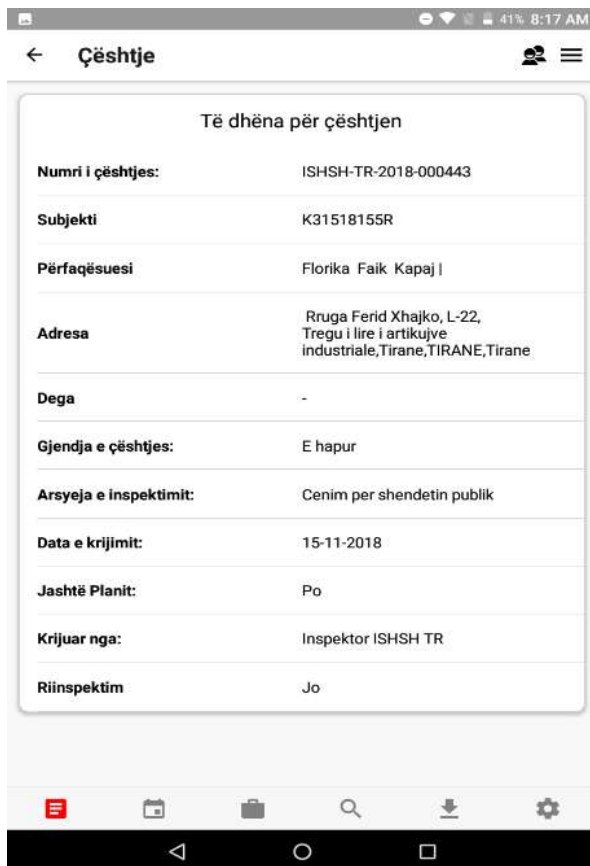 41% 8:17 AM
Çështje
Të dhëna për çështjen
Numri i çështjes: ISHSH-TR-2018-000443
Subjekti K31518155R
Përfaqësuesi Florika Faik Kapaj |
Adresa Rruga Ferid Xhajko, L-22,
Tregu i lire i artikujve
industriale,Tirane,TIRANE,Tirane
Dega -
Gjendja e çështjes: E hapur
Arsyeja e inspektimit: Cenim per shendetin publik
Data e krijimit: 15-11-2018
Jashtë Planit: Po
Krijuar nga: Inspektor ISHSH TR
Riinspektim Jo